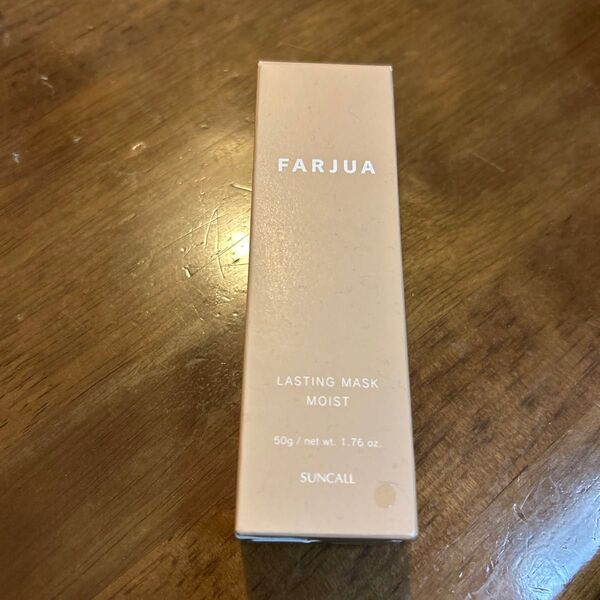 FARJUA
LASTING MASK
MOIST
50g / net wt. 1.76 oz.
SUNCALL